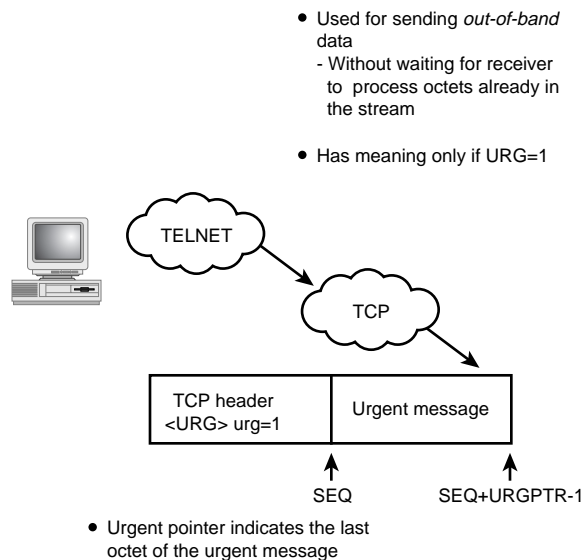 • Used for sending out-of-band
data
- Without waiting for receiver
to process octets already in
the stream
• Has meaning only if URG=1
TELNET
TCP
TCP header
<URG> urg=1
Urgent message
SEQ
SEQ+URGPTR-1
• Urgent pointer indicates the last
octet of the urgent message